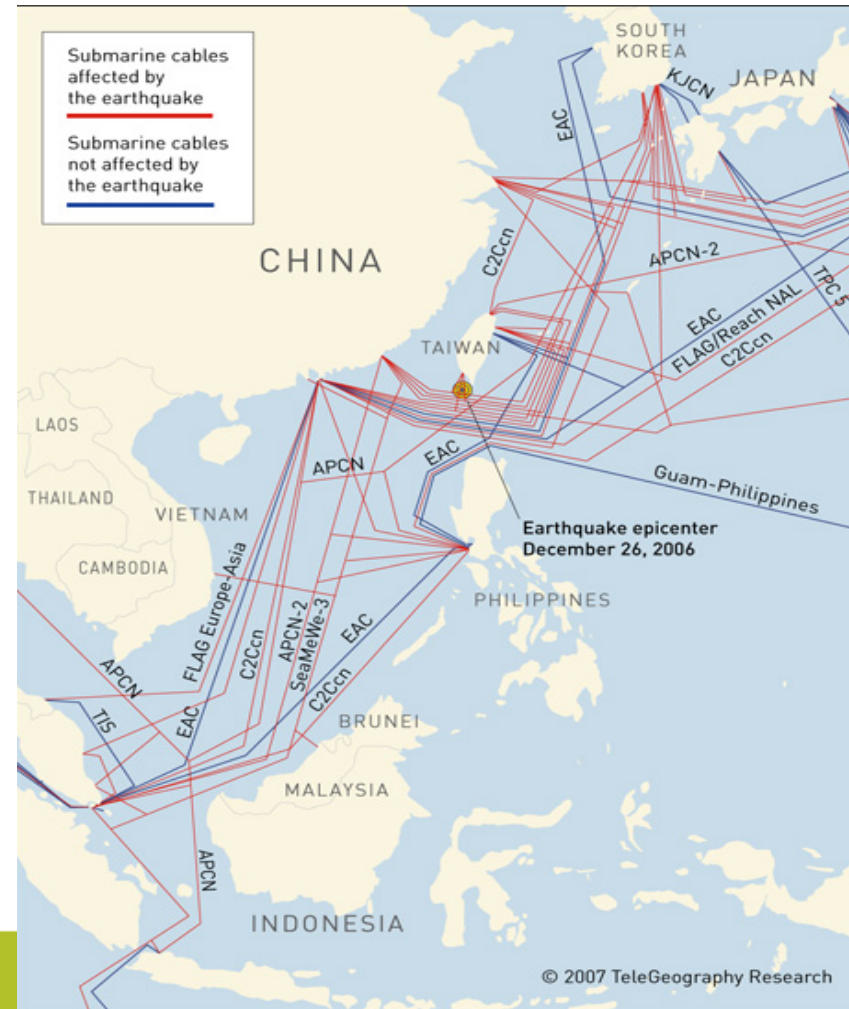 Submarine cables
affected by
the earthquake
Submarine cables
not affected by
the earthquake
SOUTH
KOREA
KJCN
JAPAN
EAC
CHINA
C2Ccn
APCN-2
TPC 5
EAC
FLAG/Reach NAL
C2Ccn
TAIWAN
LAOS
APCN
EAC
Guam-Philippines
THAILAND
VIETNAM
Earthquake epicenter
December 26, 2006
CAMBODIA
PHILIPPINES
FLAG Europe-Asia
C2Ccn
APCN-2
SeaMeWe-3
EAC
C2Ccn
APCN
TIS
EAC
BRUNEI
MALAYSIA
APCN
INDONESIA
© 2007 TeleGeography Research